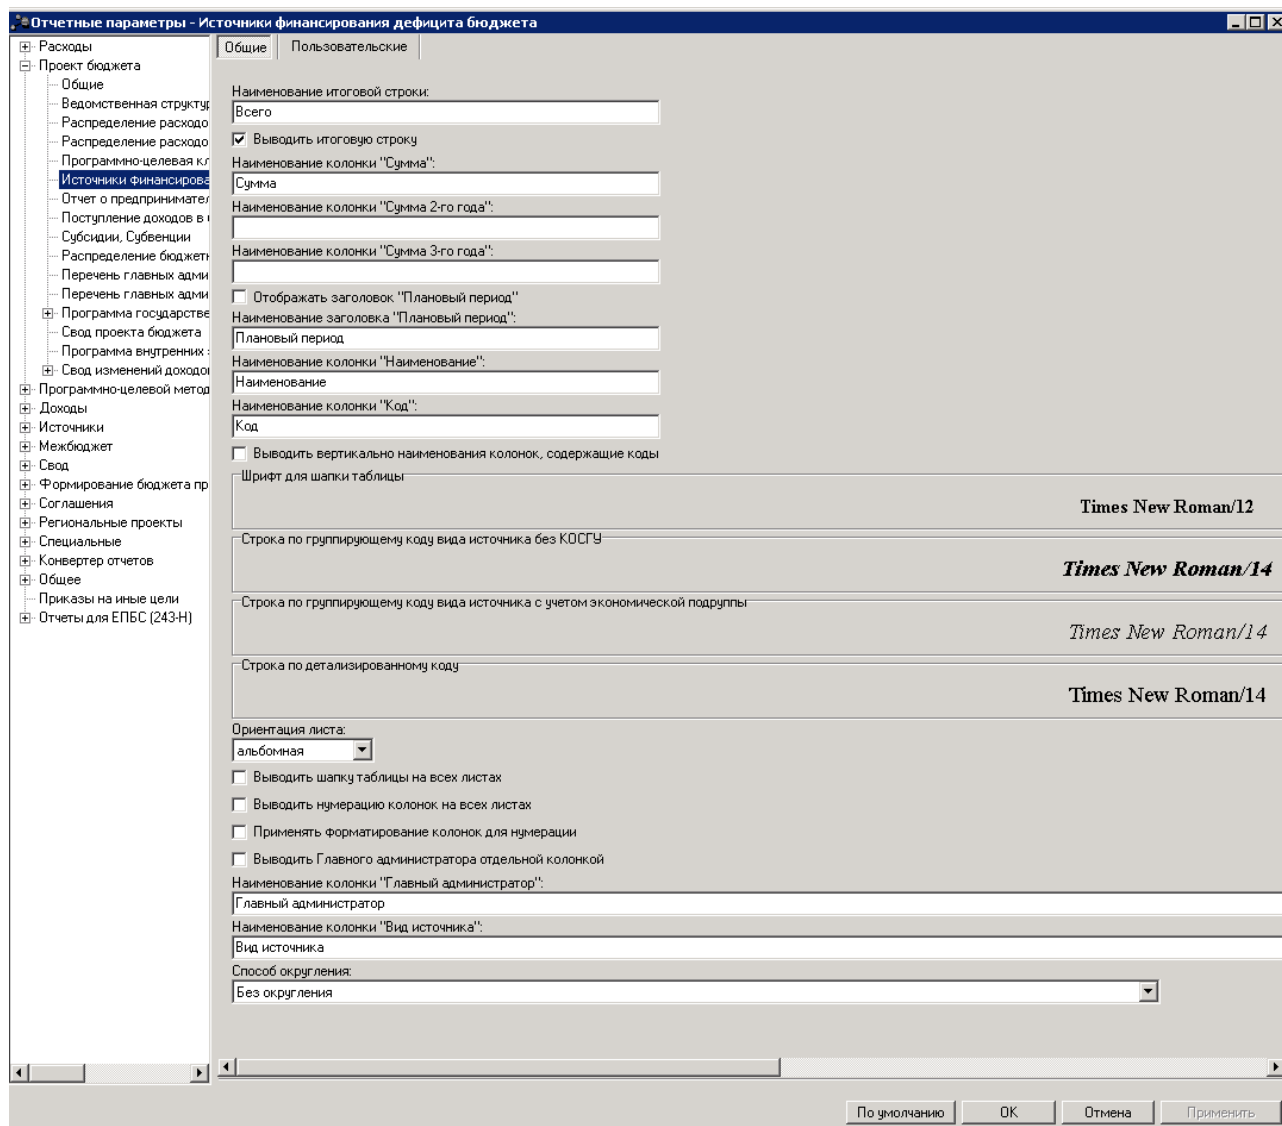 Отчетные параметры - Источники финансирования дефицита бюджета
Расходы
Проект бюджета
Общие
Ведомственная структур
Распределение расходо
Распределение расходо
Программно-целевая кл
Источники финансирова
Отчет о предпринимател
Поступление доходов в
Субсидии, Субвенции
Распределение бюджетн
Перечень главных адми
Перечень главных адми
Программа государстве
Свод проекта бюджета
Программа внутренних
Свод изменений доходо
Программно-целевой метод
Доходы
Источники
Межбюджет
Свод
Формирование бюджета пр
Соглашения
Региональные проекты
Специальные
Конвертер отчетов
Общее
Приказы на иные цели
Отчеты для ЕПБС (243-Н)
Общие Пользовательские
Наименование итоговой строки:
Всего
Выводить итоговую строку
Наименование колонки "Сумма":
Сумма
Наименование колонки "Сумма 2-го года":
Наименование колонки "Сумма 3-го года":
Отображать заголовок "Плановый период"
Наименование заголовка "Плановый период":
Плановый период
Наименование колонки "Наименование":
Наименование
Наименование колонки "Код":
Код
Выводить вертикально наименования колонок, содержащие коды
Шрифт для шапки таблицы
Times New Roman/12
Строка по группирующему коду вида источника без КОСГУ
Times New Roman/14
Строка по группирующему коду вида источника с учетом экономической подруппы
Times New Roman/14
Строка по детализированному коду
Times New Roman/14
Ориентация листа:
альбомная
Выводить шапку таблицы на всех листах
Выводить нумерацию колонок на всех листах
Применять форматирование колонок для нумерации
Выводить Главного администратора отдельной колонкой
Наименование колонки "Главный администратор":
Главный администратор
Наименование колонки "Вид источника":
Вид источника
Способ округления:
Без округления
По умолчанию OK Отмена Применить